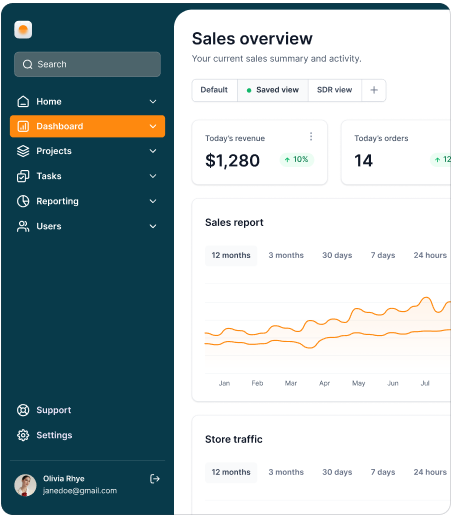 Search
Home
Dashboard
Projects
Tasks
Reporting
Users
Support
Settings
Olivia Rhye
janedoe@gmail.com
Sales overview
Your current sales summary and activity.
Default Saved view SDR view +
Today's revenue
$1,280 10%
Today's orders
14 12
Sales report
12 months 3 months 30 days 7 days 24 hours
Jan Feb Mar Apr May Jun Jul
Store traffic
12 months 3 months 30 days 7 days 24 hours